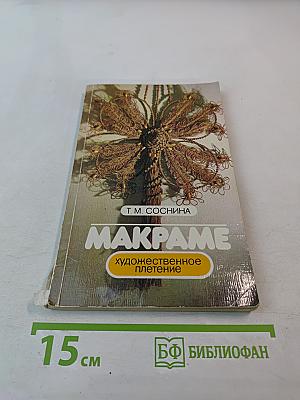 Т. М. СОСНИНА
МАКРАМЕ
художественное
плетение
15 см
БФ БИБЛИОФАН